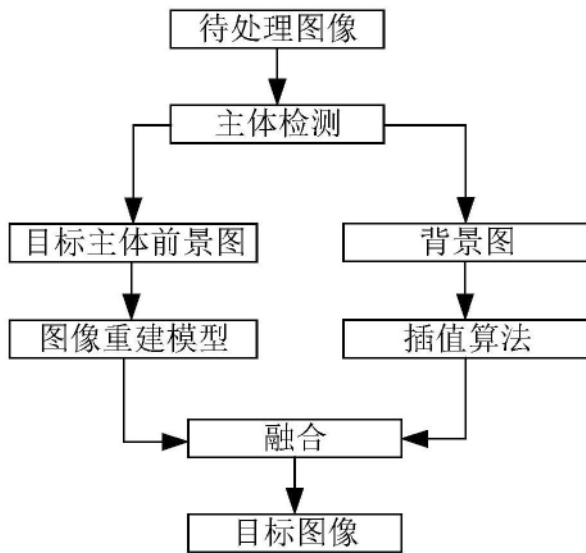 待处理图像
主体检测
目标主体前景图
背景图
图像重建模型
插值算法
融合
目标图像